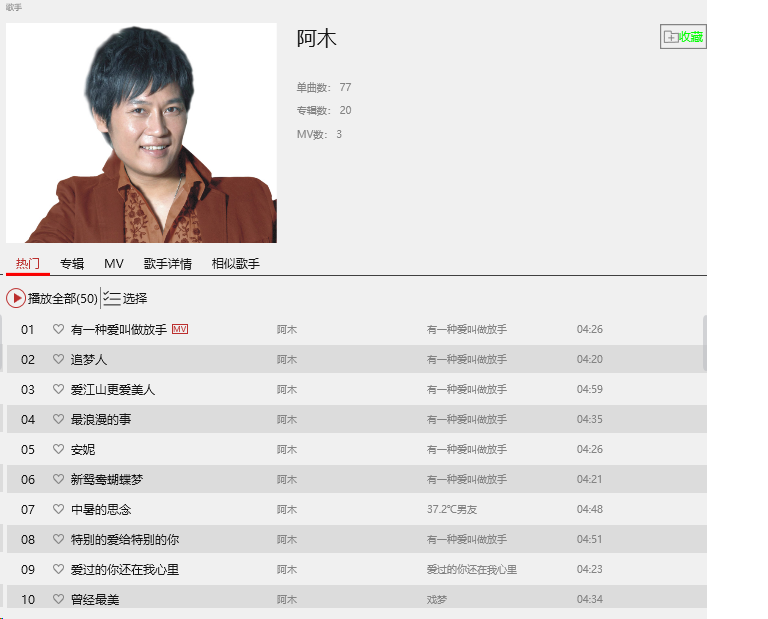 歌手
阿木
收藏
单曲数: 77
专辑数: 20
MV数: 3
热门 专辑 MV 歌手详情 相似歌手
播放全部(50) 选择
01 有一种爱叫做放手 MV 阿木 有一种爱叫做放手 04:26
02 追梦人 阿木 有一种爱叫做放手 04:20
03 爱江山更爱美人 阿木 有一种爱叫做放手 04:59
04 最浪漫的事 阿木 有一种爱叫做放手 04:35
05 安妮 阿木 有一种爱叫做放手 04:26
06 新鸳鸯蝴蝶梦 阿木 有一种爱叫做放手 04:21
07 中暑的思念 阿木 37.2℃男友 04:48
08 特别的爱给特别的你 阿木 有一种爱叫做放手 04:51
09 爱过的你还在我心里 阿木 爱过的你还在我心里 04:23
10 曾经最美 阿木 戏梦 04:34